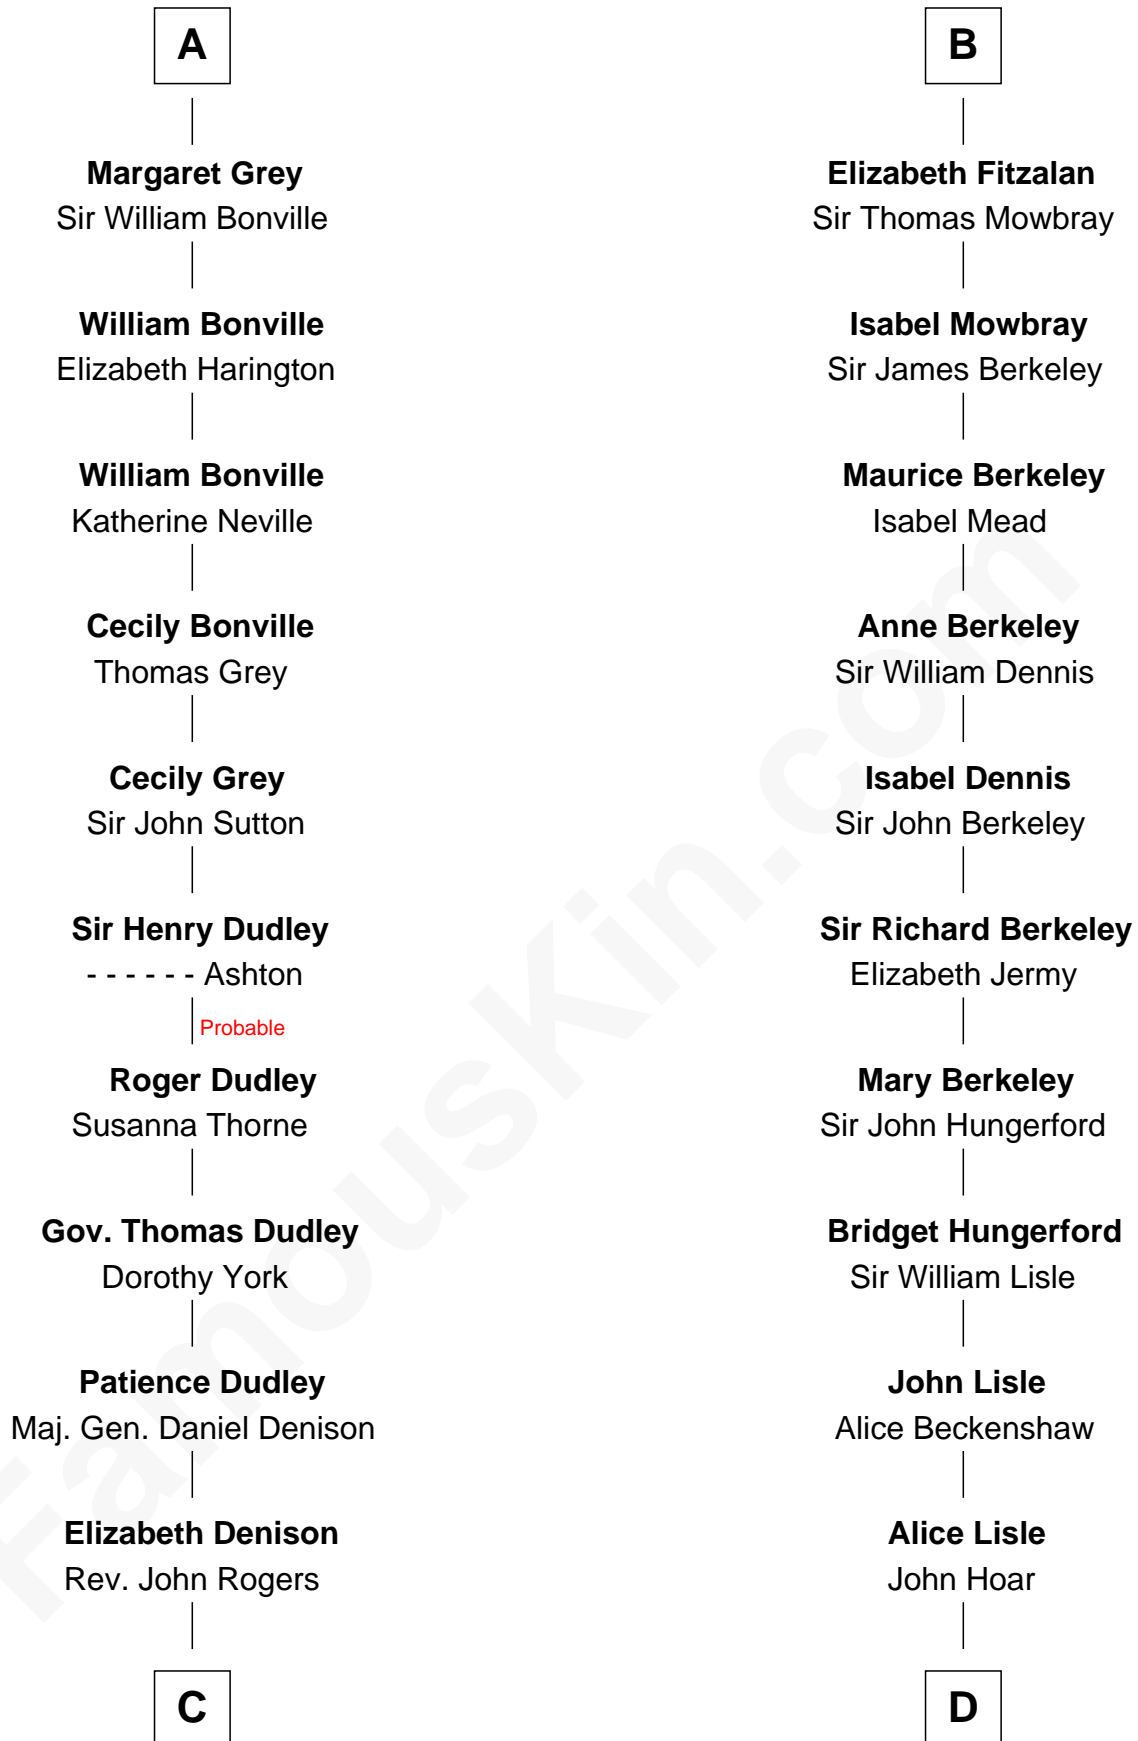 A
Margaret Grey
Sir William Bonville
William Bonville
Elizabeth Harington
William Bonville
Katherine Neville
Cecily Bonville
Thomas Grey
Cecily Grey
Sir John Sutton
Sir Henry Dudley
- - - - - - Ashton
Probable
Roger Dudley
Susanna Thorne
Gov. Thomas Dudley
Dorothy York
Patience Dudley
Maj. Gen. Daniel Denison
Elizabeth Denison
Rev. John Rogers
C
B
Elizabeth Fitzalan
Sir Thomas Mowbray
Isabel Mowbray
Sir James Berkeley
Maurice Berkeley
Isabel Mead
Anne Berkeley
Sir William Dennis
Isabel Dennis
Sir John Berkeley
Sir Richard Berkeley
Elizabeth Jermy
Mary Berkeley
Sir John Hungerford
Bridget Hungerford
Sir William Lisle
John Lisle
Alice Beckenshaw
Alice Lisle
John Hoar
D
FamousKin.com